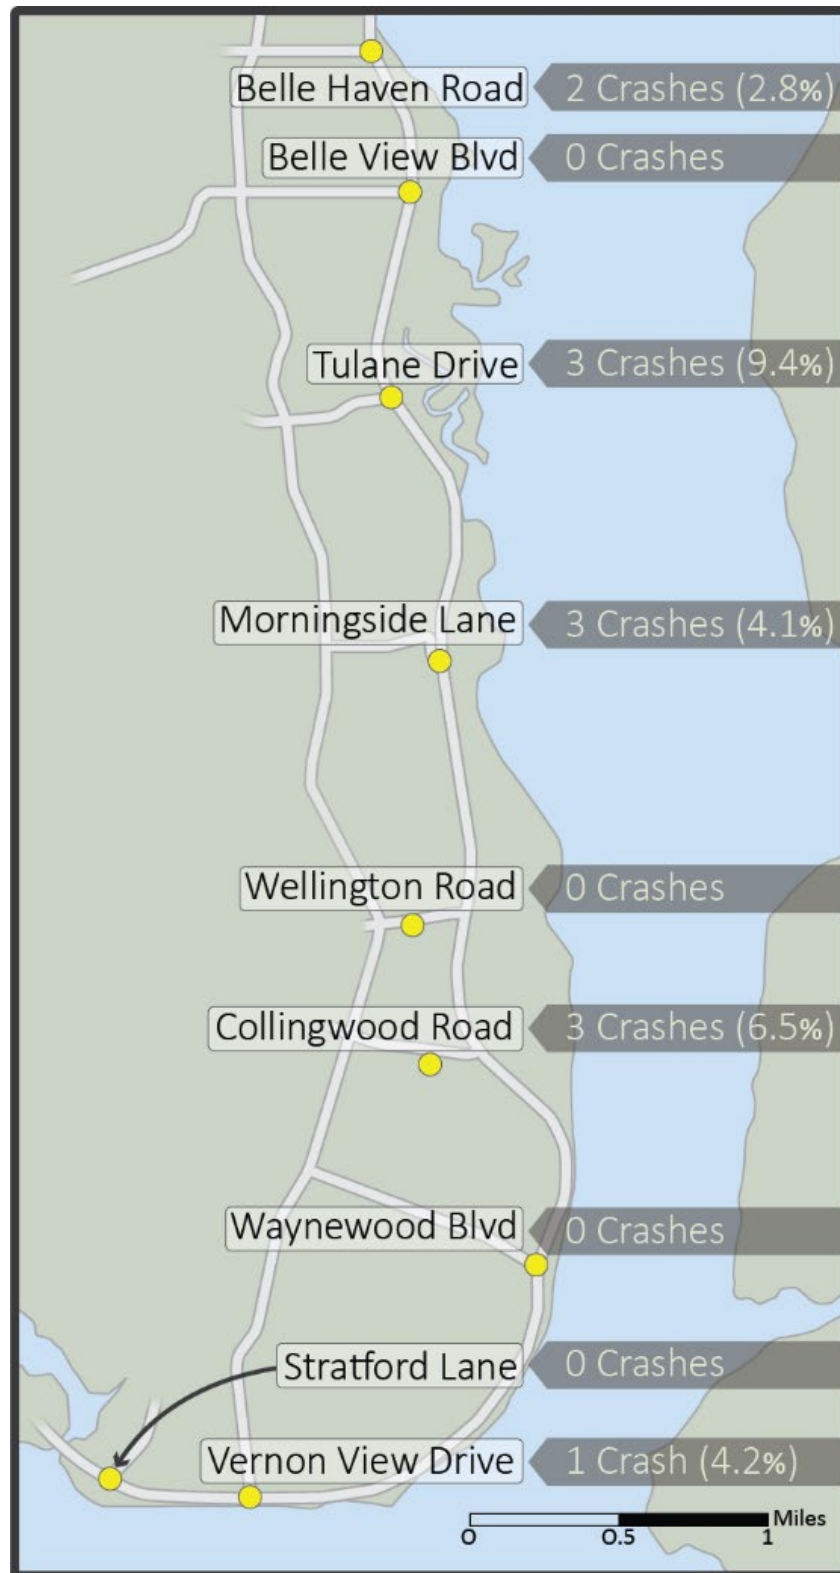 Belle Haven Road 2 Crashes (2.8%)
Belle View Blvd 0 Crashes
Tulane Drive 3 Crashes (9.4%)
Morningside Lane 3 Crashes (4.1%)
Wellington Road 0 Crashes
Collingwood Road 3 Crashes (6.5%)
Waynewood Blvd 0 Crashes
Stratford Lane 0 Crashes
Vernon View Drive 1 Crash (4.2%)
Miles
0 0.5 1